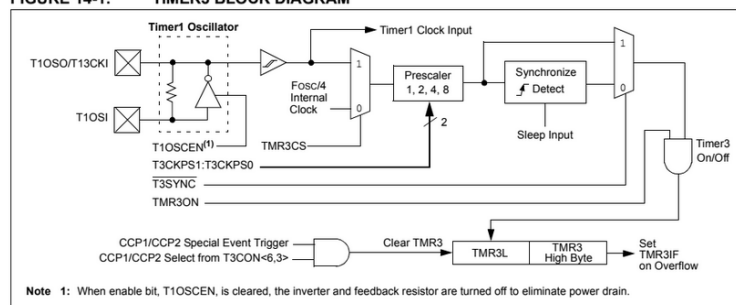 FIGURE 14-1: TIMER3 BLOCK DIAGRAM
Timer1 Oscillator
Timer1 Clock Input
T1OSO/T13CKI
1
1
Prescaler
1, 2, 4, 8
Synchronize
Detect
FOSC/4
Internal
Clock
0
0
T1OSI
2
Sleep Input
T1OSCEN(1)
TMR3CS
Timer3
On/Off
T3CKPS1:T3CKPS0
T3SYNC
TMR3ON
CCP1/CCP2 Special Event Trigger
CCP1/CCP2 Select from T3CON<6,3>
Clear TMR3
TMR3L
TMR3
High Byte
Set
TMR3IF
on Overflow
Note 1: When enable bit, T1OSCEN, is cleared, the inverter and feedback resistor are turned off to eliminate power drain.